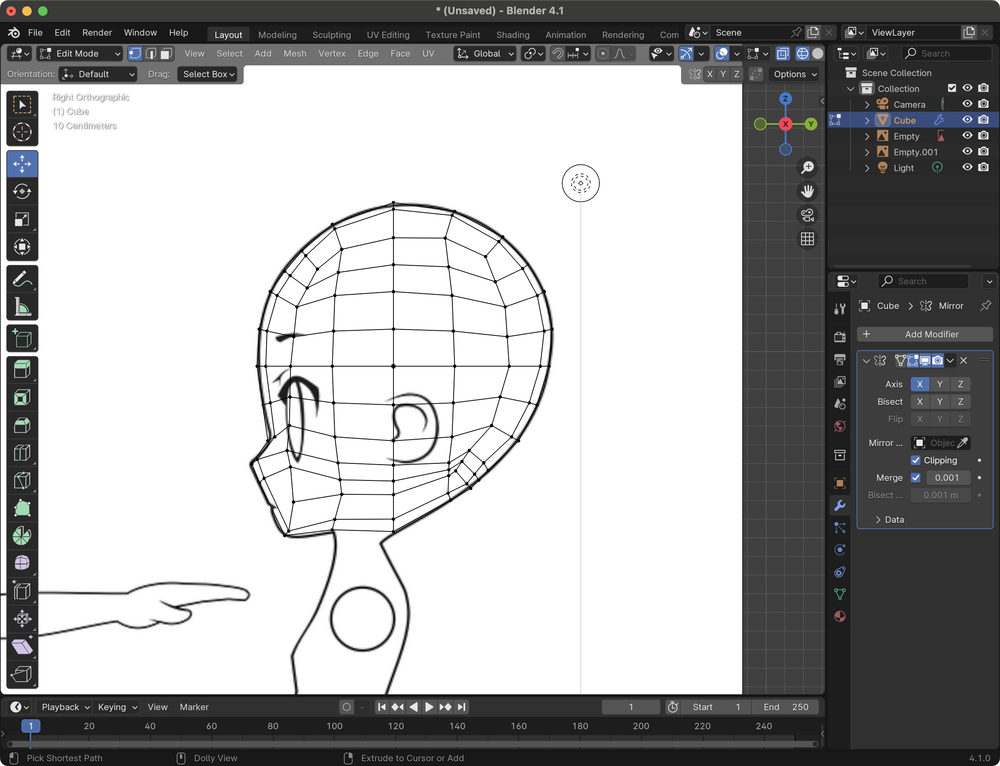 * (Unsaved) - Blender 4.1
File Edit Render Window Help Layout Modeling Sculpting UV Editing Texture Paint Shading Animation Rendering Com Scene ViewLayer
Edit Mode View Select Add Mesh Vertex Edge Face UV Global Search
Orientation: Default Drag: Select Box X Y Z Options
Right Orthographic
(1) Cube
10 Centimeters
Z
X
Y
Scene Collection
Collection
Camera
Cube
Empty
Empty.001
Light
Search
Cube Mirror
Add Modifier
Axis X Y Z
Bisect X Y Z
Flip X Y Z
Mirror ... Objec
Clipping
Merge 0.001
Bisect ... 0.001 m
Data
Playback Keying View Marker 1 Start 1 End 250
1 20 40 60 80 100 120 140 160 180 200 220 240
Pick Shortest Path Dolly View Extrude to Cursor or Add 4.1.0